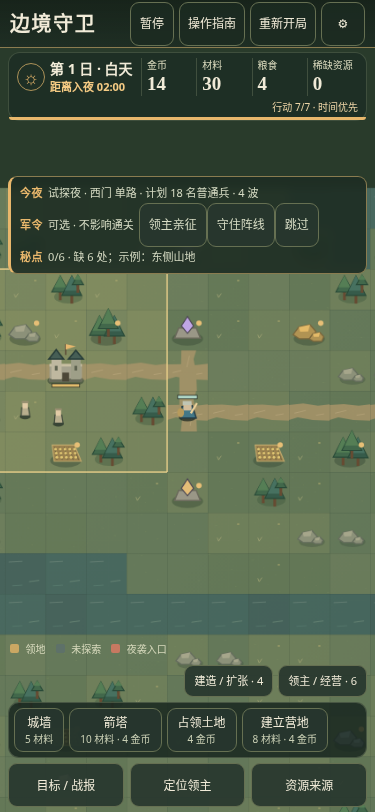 边境守卫 暂停 操作指南 重新开局
第 1 日 · 白天 金币 材料 粮食 稀缺资源
距离入夜 02:00 14 30 4 0
行动 7/7 · 时间优先
今夜 试探夜 · 西门 单路 · 计划 18 名普通兵 · 4 波
军令 可选 · 不影响通关 领主亲征 守住阵线 跳过
秘点 0/6 · 缺 6 处；示例：东侧山地
领地 未探索 夜袭入口
建造 / 扩张 · 4 领主 / 经营 · 6
城墙 箭塔 占领土地 建立营地
5 材料 10 材料 · 4 金币 4 金币 8 材料 · 4 金币
目标 / 战报 定位领主 资源来源